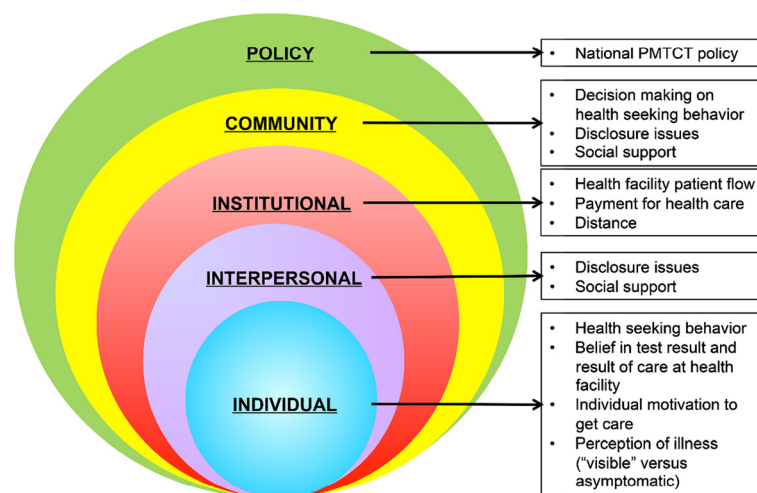 POLICY
• National PMTCT policy
COMMUNITY
• Decision making on
health seeking behavior
• Disclosure issues
• Social support
INSTITUTIONAL
• Health facility patient flow
• Payment for health care
• Distance
INTERPERSONAL
• Disclosure issues
• Social support
INDIVIDUAL
• Health seeking behavior
• Belief in test result and
result of care at health
facility
• Individual motivation to
get care
• Perception of illness
(“visible” versus
asymptomatic)